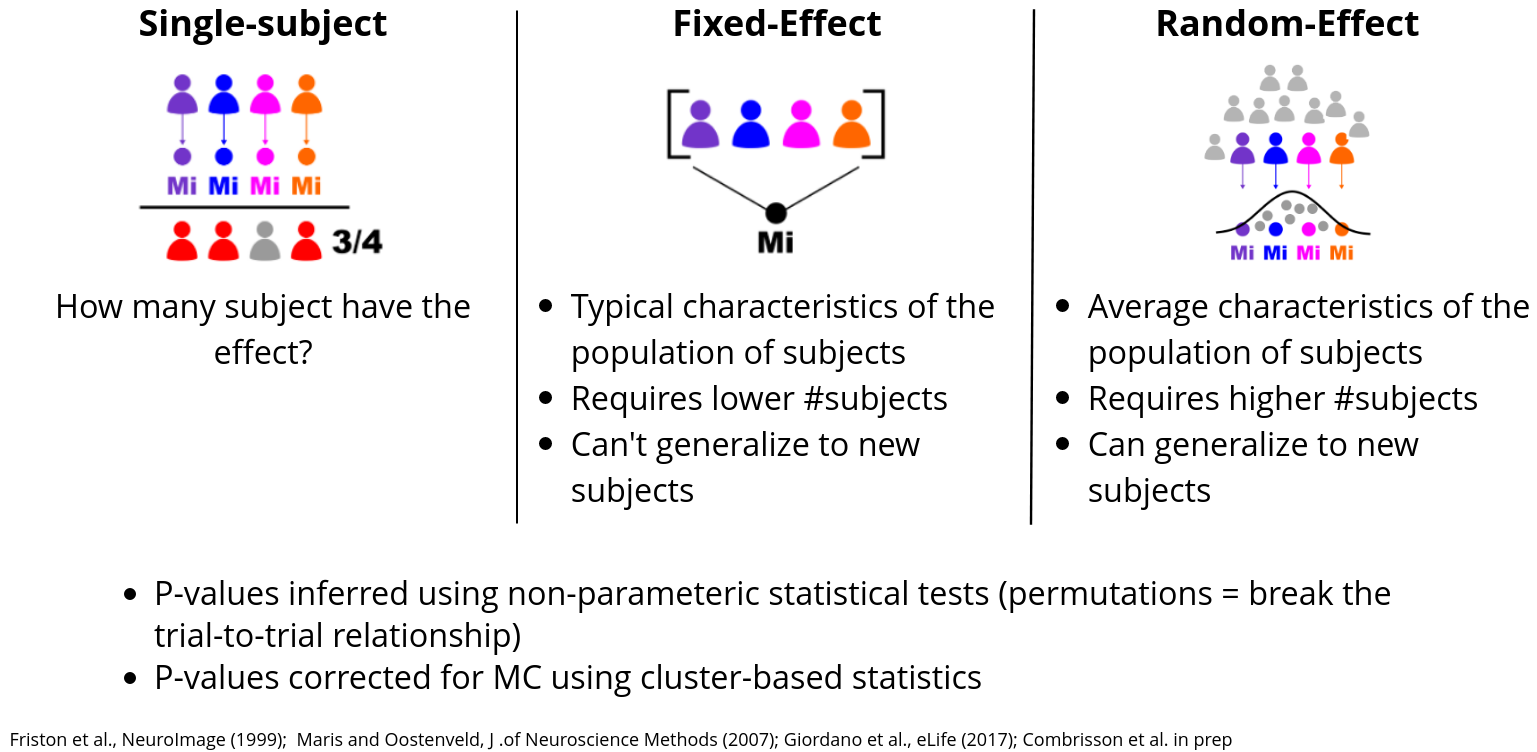 Single-subject
Mi Mi Mi Mi
3/4
How many subject have the
effect?
Fixed-Effect
Mi
• Typical characteristics of the
population of subjects
• Requires lower #subjects
• Can't generalize to new
subjects
Random-Effect
Mi Mi Mi Mi
• Average characteristics of the
population of subjects
• Requires higher #subjects
• Can generalize to new
subjects
• P-values inferred using non-parameteric statistical tests (permutations = break the
trial-to-trial relationship)
• P-values corrected for MC using cluster-based statistics
Friston et al., NeuroImage (1999);  Maris and Oostenveld, J .of Neuroscience Methods (2007); Giordano et al., eLife (2017); Combrisson et al. in prep